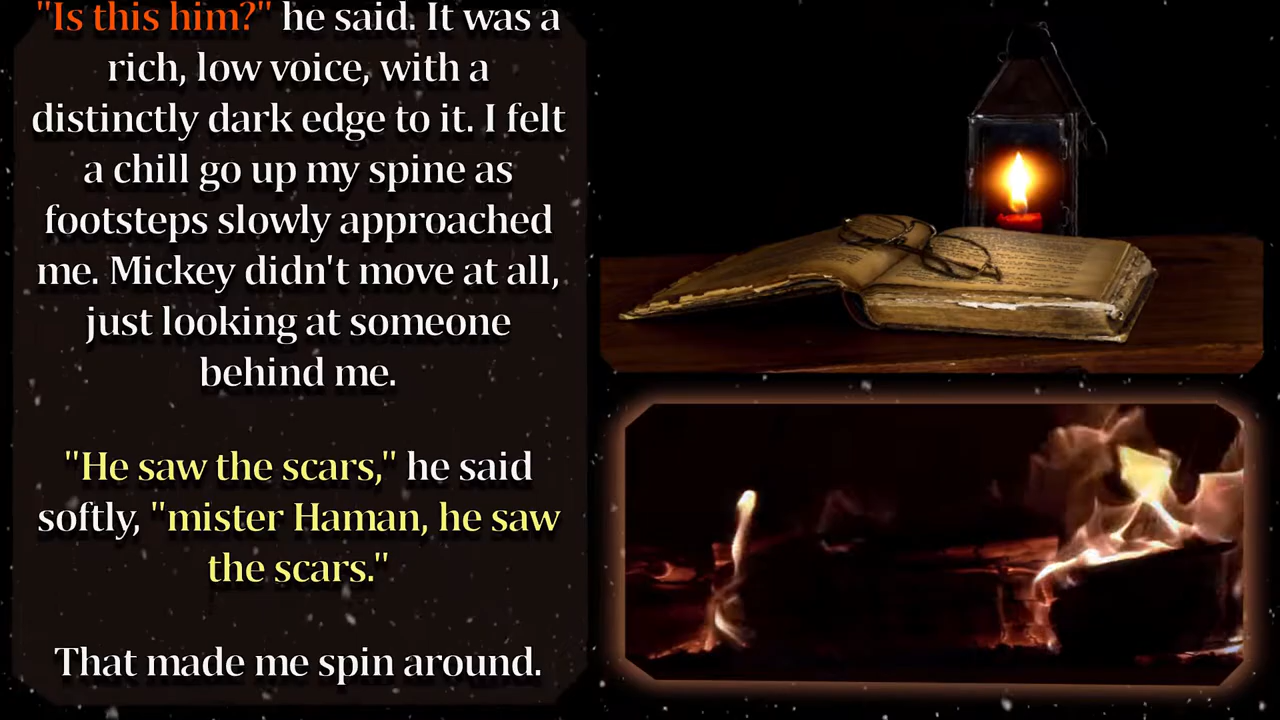 "Is this him?" he said. It was a
rich, low voice, with a
distinctly dark edge to it. I felt
a chill go up my spine as
footsteps slowly approached
me. Mickey didn't move at all,
just looking at someone
behind me.
"He saw the scars," he said
softly, "mister Haman, he saw
the scars."
That made me spin around.